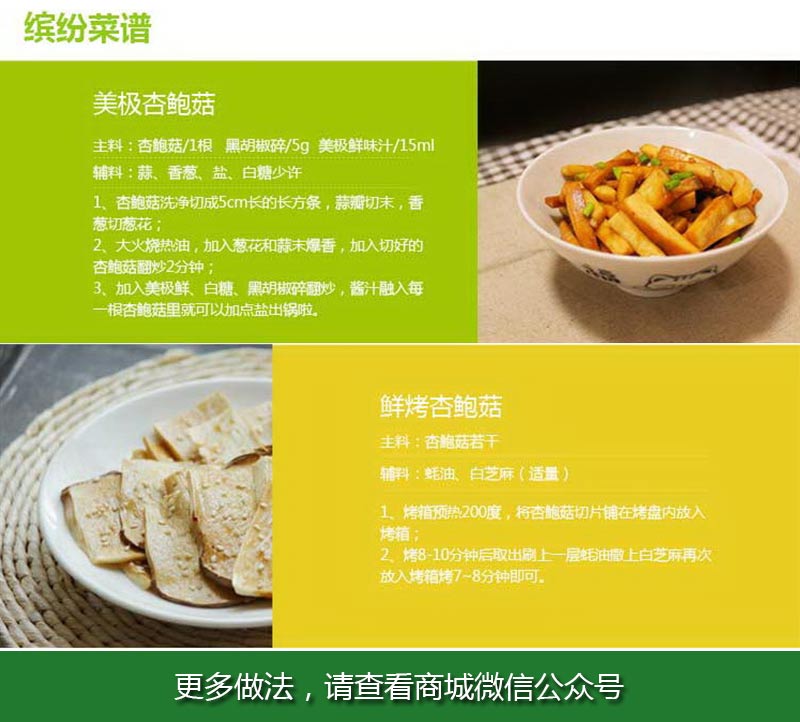 缤纷菜谱
美极杏鲍菇
主料：杏鲍菇/1根 黑胡椒碎/5g 美极鲜味汁/15ml
辅料：蒜、香葱、盐、白糖少许
1、杏鲍菇洗净切成5cm长的长方条，蒜瓣切末，香
葱切葱花；
2、大火烧热油，加入葱花和蒜末爆香，加入切好的
杏鲍菇翻炒2分钟；
3、加入美极鲜、白糖、黑胡椒碎翻炒，酱汁融入每
一根杏鲍菇里就可以加点盐出锅啦。
鲜烤杏鲍菇
主料：杏鲍菇若干
辅料：蚝油、白芝麻（适量）
1、烤箱预热200度，将杏鲍菇切片铺在烤盘内放入
烤箱；
2、烤8-10分钟后取出刷上一层蚝油撒上白芝麻再次
放入烤箱烤7~8分钟即可。
更多做法，请查看商城微信公众号